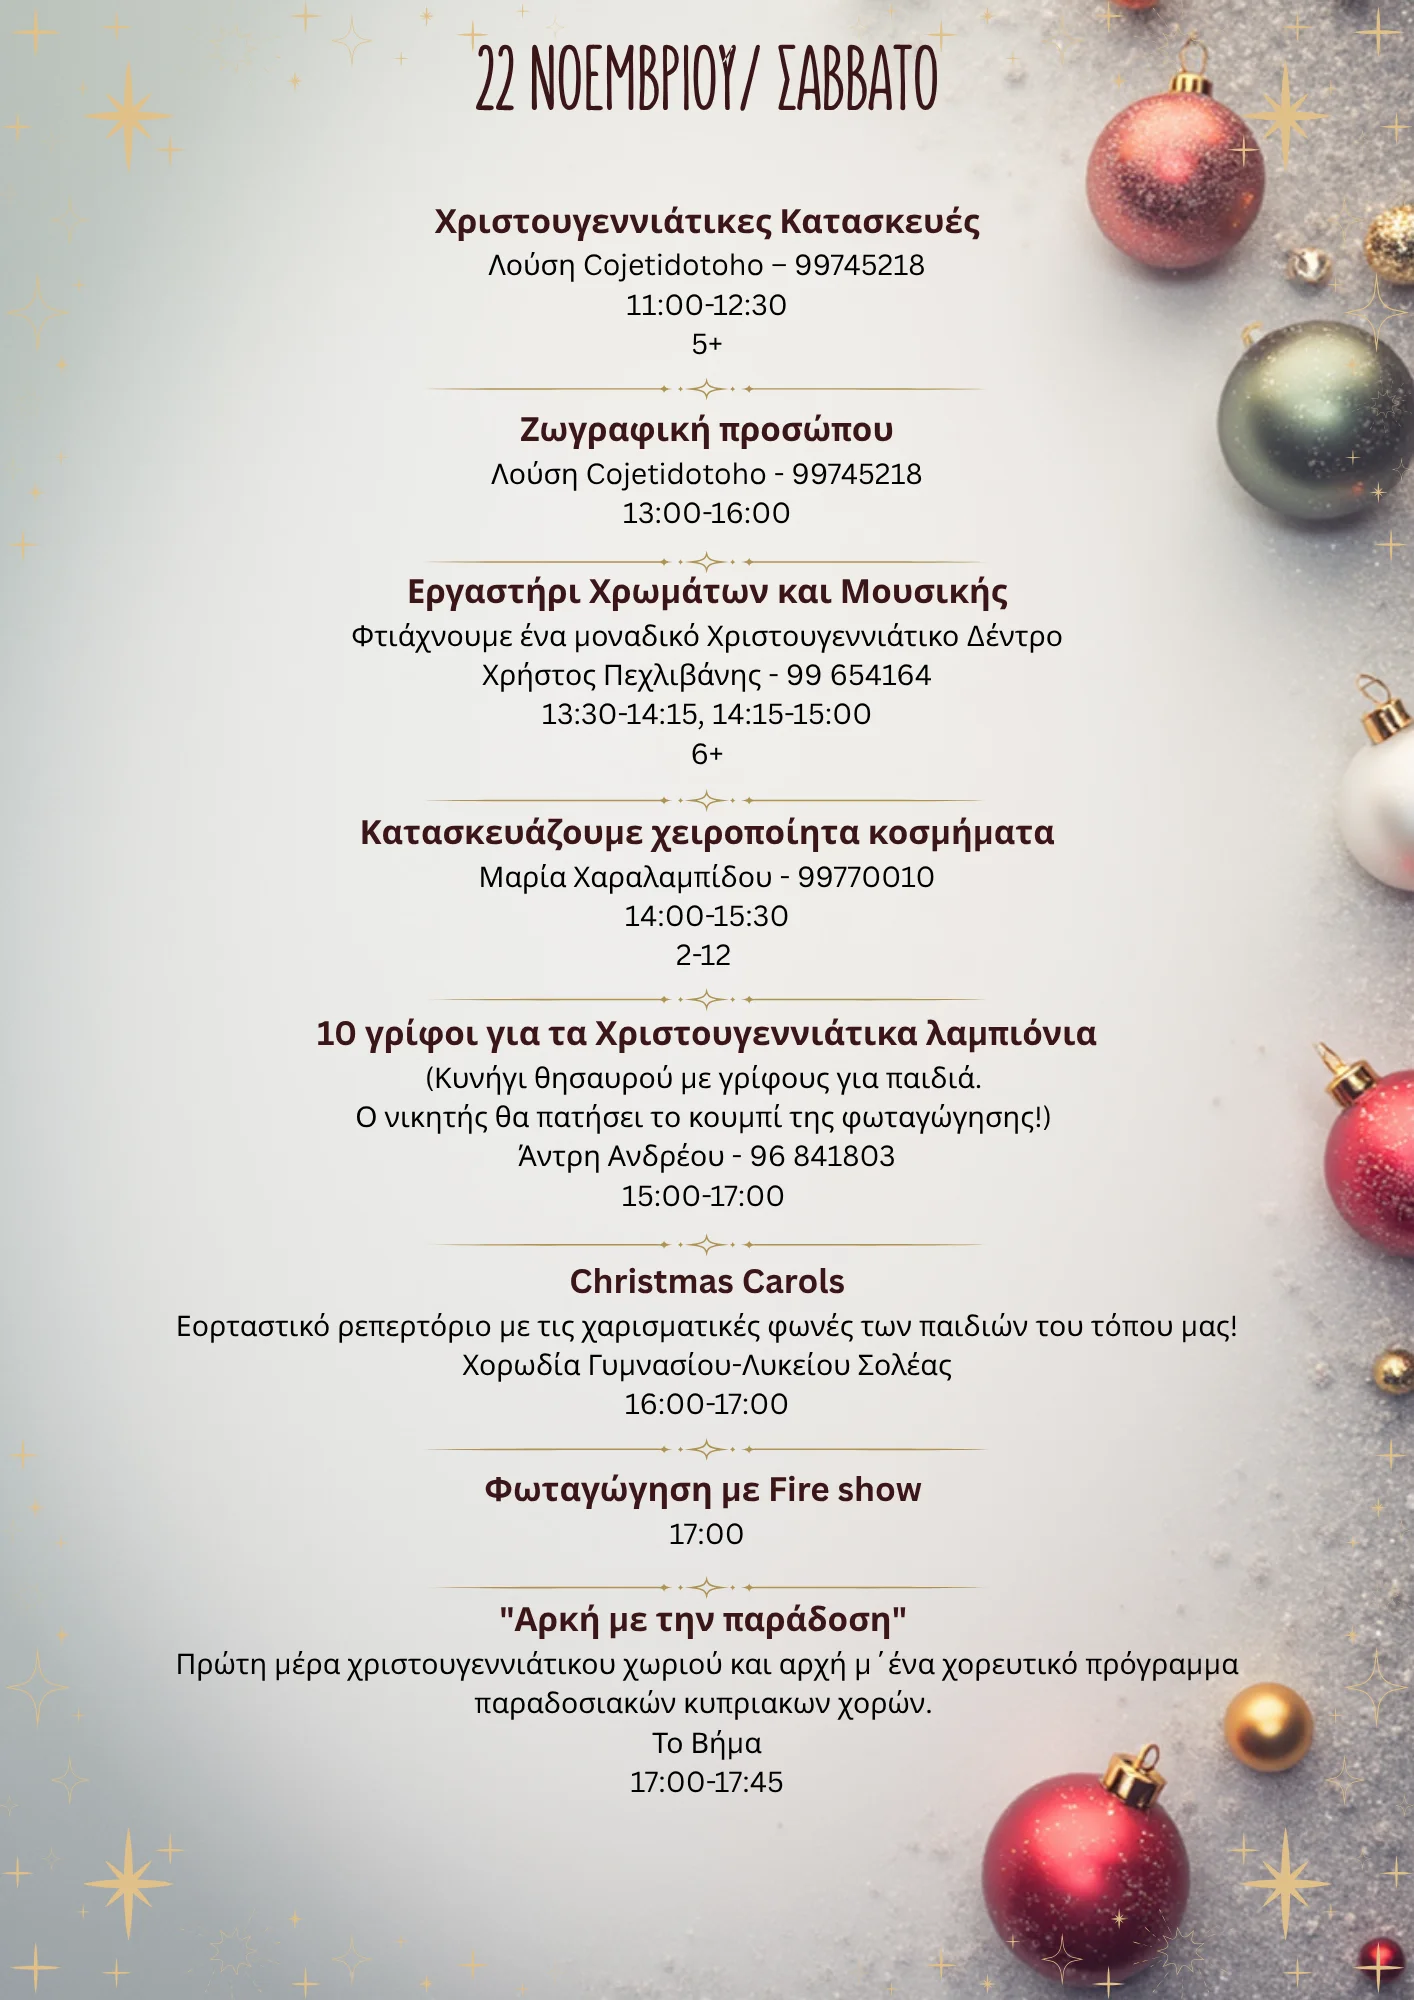 22 ΝΟΕΜΒΡΙΟΥ/ ΣΑΒΒΑΤΟ
Χριστουγεννιάτικες Κατασκευές
Λούση Cojetidotoho – 99745218
11:00-12:30
5+
Ζωγραφική προσώπου
Λούση Cojetidotoho - 99745218
13:00-16:00
Εργαστήρι Χρωμάτων και Μουσικής
Φτιάχνουμε ένα μοναδικό Χριστουγεννιάτικο Δέντρο
Χρήστος Πεχλιβάνης - 99 654164
13:30-14:15, 14:15-15:00
6+
Κατασκευάζουμε χειροποίητα κοσμήματα
Μαρία Χαραλαμπίδου - 99770010
14:00-15:30
2-12
10 γρίφοι για τα Χριστουγεννιάτικα λαμπιόνια
(Κυνήγι θησαυρού με γρίφους για παιδιά.
Ο νικητής θα πατήσει το κουμπί της φωταγώγησης!)
Άντρη Ανδρέου - 96 841803
15:00-17:00
Christmas Carols
Εορταστικό ρεπερτόριο με τις χαρισματικές φωνές των παιδιών του τόπου μας!
Χορωδία Γυμνασίου-Λυκείου Σολέας
16:00-17:00
Φωταγώγηση με Fire show
17:00
"Αρκή με την παράδοση"
Πρώτη μέρα χριστουγεννιάτικου χωριού και αρχή μ΄ένα χορευτικό πρόγραμμα
παραδοσιακών κυπριακων χορών.
Το Βήμα
17:00-17:45